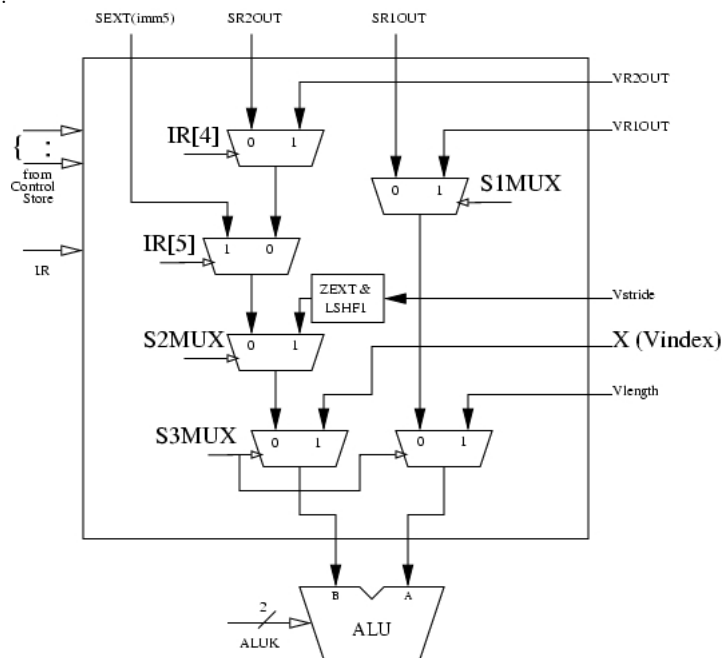 .
SEXT(imm5) SR2OUT SR1OUT
VR2OUT
VR1OUT
IR[4] 0 1
{ :
from
Control
Store
0 1 S1MUX
IR[5] 1 0
IR
ZEXT &
LSHF1
Vstride
S2MUX 0 1
X (Vindex)
Vlength
S3MUX 0 1 0 1
B A
2
ALUK
ALU